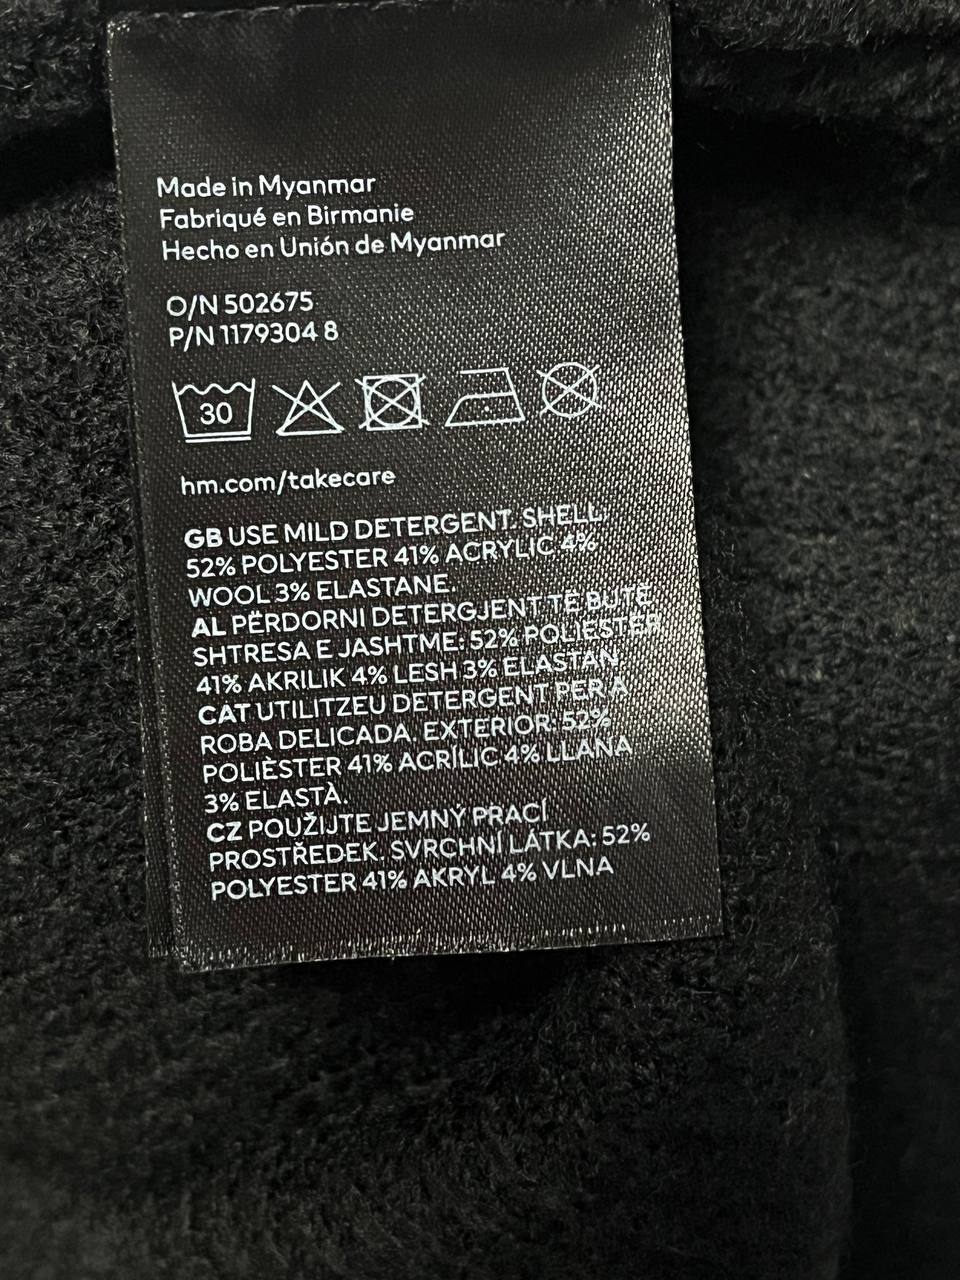 Made in Myanmar
Fabriqué en Birmanie
Hecho en Unión de Myanmar
O/N 502675
P/N 1179304 8
30
hm.com/takecare
GB USE MILD DETERGENT. SHELL:
52% POLYESTER 41% ACRYLIC 4%
WOOL 3% ELASTANE.
AL PËRDORNI DETERGJENT TË BUTË.
SHTRESA E JASHTME: 52% POLIESTËR
41% AKRILIK 4% LESH 3% ELASTAN
CAT UTILITZEU DETERGENT PER A
ROBA DELICADA. EXTERIOR: 52%
POLIÈSTER 41% ACRÍLIC 4% LLANA
3% ELASTÀ.
CZ POUŽIJTE JEMNÝ PRACÍ
PROSTŘEDEK. SVRCHNÍ LÁTKA: 52%
POLYESTER 41% AKRYL 4% VLNA